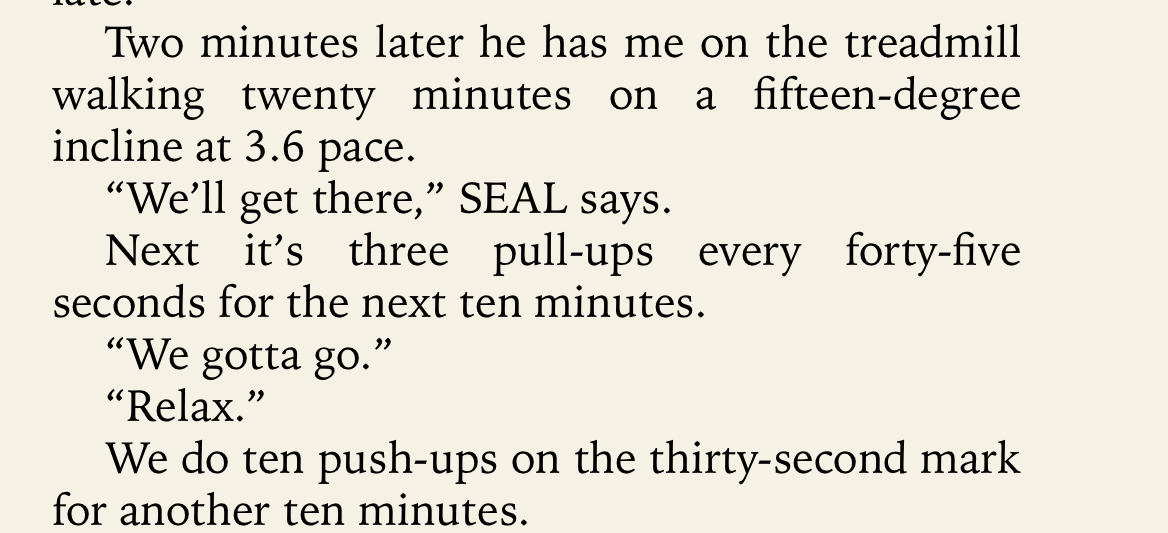 late.
Two minutes later he has me on the treadmill
walking twenty minutes on a fifteen-degree
incline at 3.6 pace.
“We’ll get there,” SEAL says.
Next it’s three pull-ups every forty-five
seconds for the next ten minutes.
“We gotta go.”
“Relax.”
We do ten push-ups on the thirty-second mark
for another ten minutes.